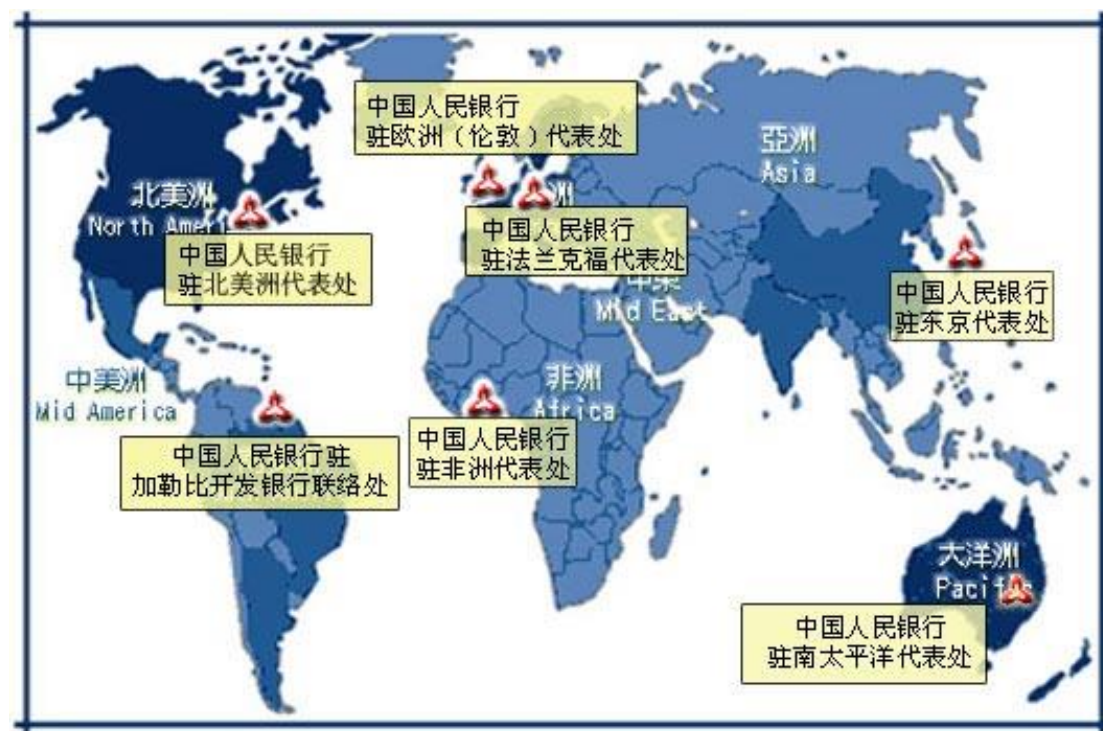 中国人民银行
驻欧洲（伦敦）代表处
亞洲
Asia
北美洲
North Ameri
洲
中国人民银行
驻北美洲代表处
中国人民银行
驻法兰克福代表处
中国人民银行
驻东京代表处
Mid East
中美洲
Mid America
非洲
Africa
中国人民银行驻
加勒比开发银行联络处
中国人民银行
驻非洲代表处
大洋洲
Pacific
中国人民银行
驻南太平洋代表处